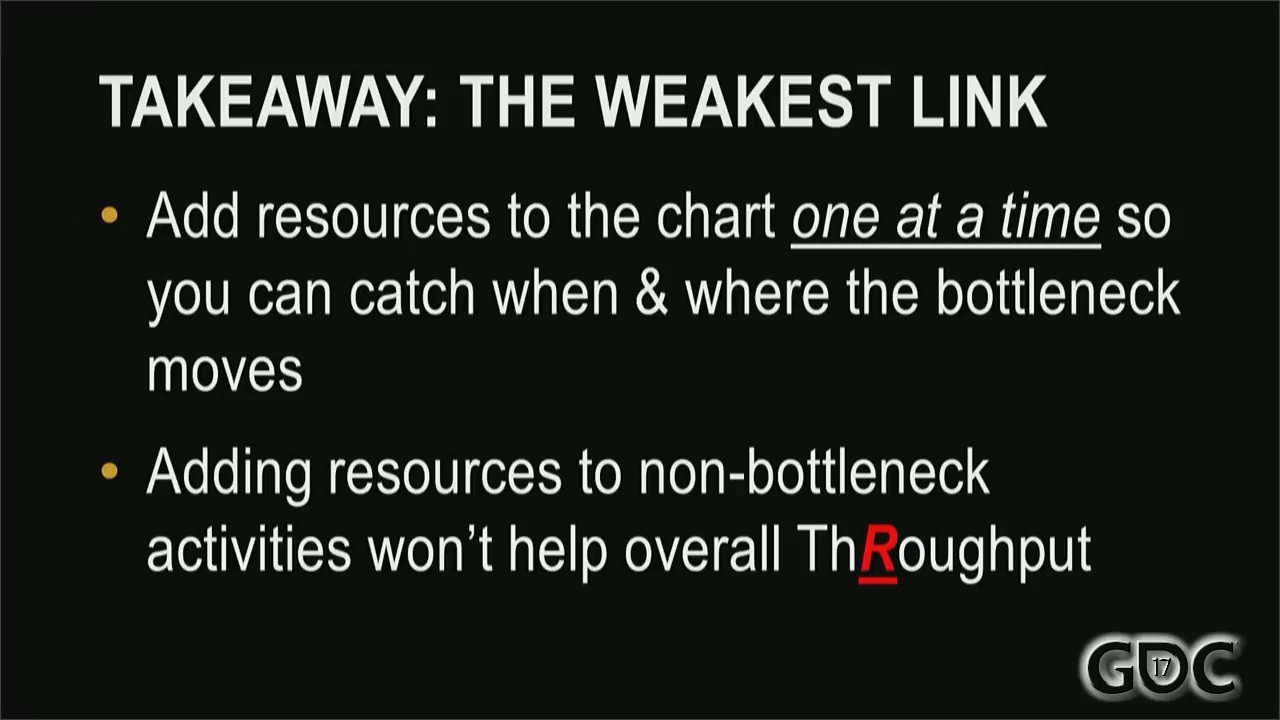 TAKEAWAY: THE WEAKEST LINK
• Add resources to the chart one at a time so
you can catch when & where the bottleneck
moves
• Adding resources to non-bottleneck
activities won’t help overall ThRoughput
GDC
17